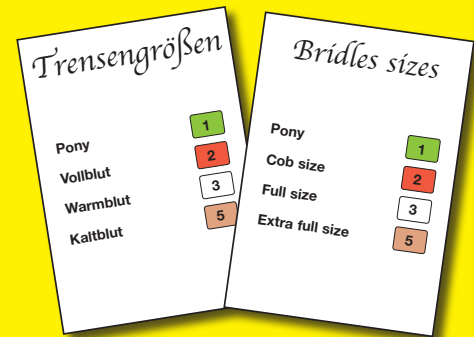 Trensengrößen
Pony 1
Vollblut 2
Warmblut 3
Kaltblut 5
Bridles sizes
Pony 1
Cob size 2
Full size 3
Extra full size 5